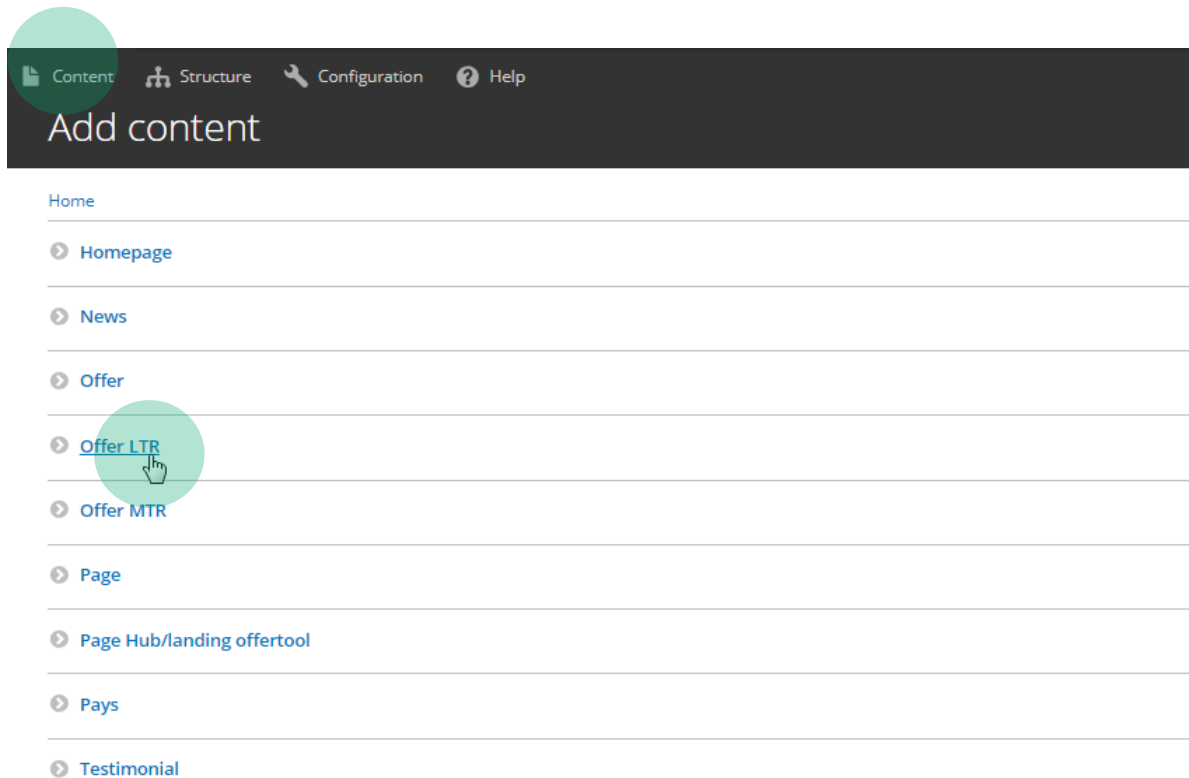 Content Structure Configuration Help
Add content
Home
Homepage
News
Offer
Offer LTR
Offer MTR
Page
Page Hub/landing offertool
Pays
Testimonial